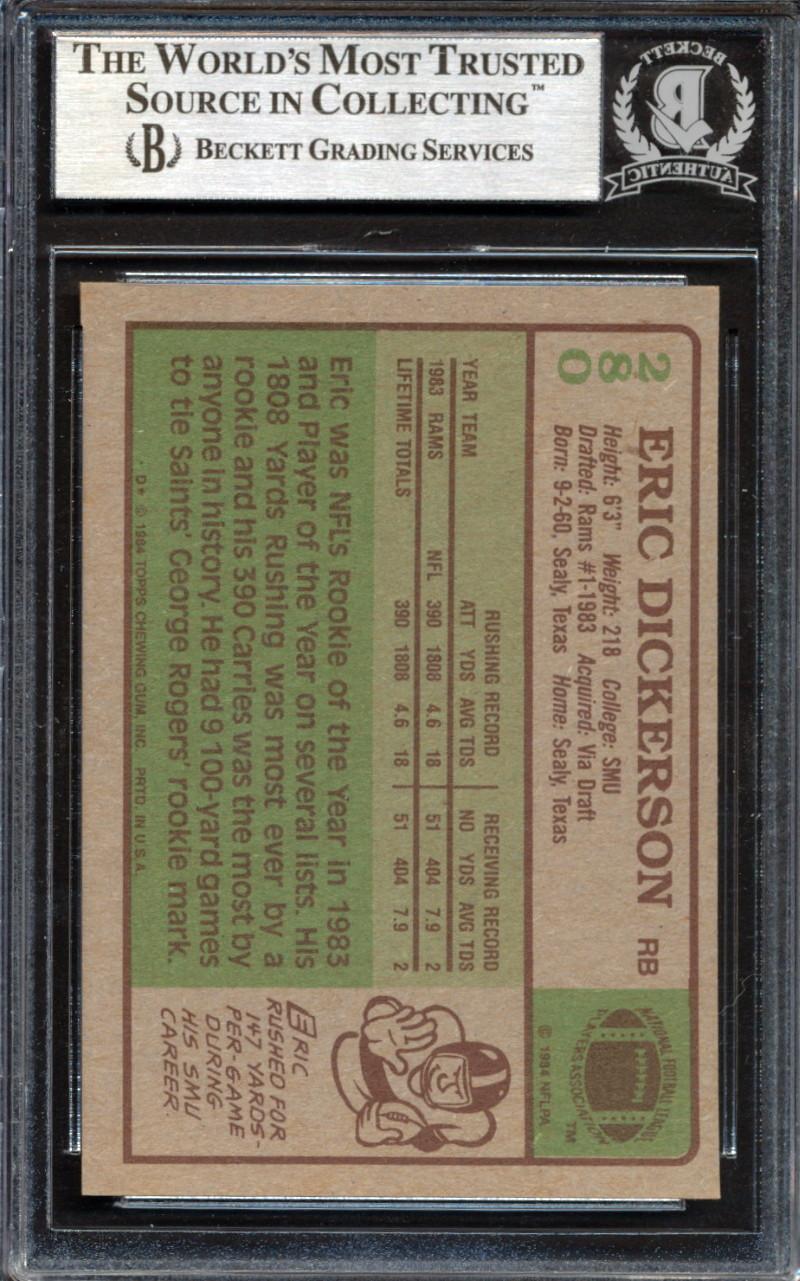 THE WORLD'S MOST TRUSTED
SOURCE IN COLLECTING™
B BECKETT GRADING SERVICES
BECKETT
B
AUTHENTIC
280
ERIC DICKERSON RB
Height: 6'3" Weight: 218 College: SMU
Drafted: Rams #1-1983 Acquired: Via Draft
Born: 9-2-60, Sealy, Texas Home: Sealy, Texas
NATIONAL FOOTBALL LEAGUE
PLAYERS ASSOCIATION
TM
© 1984 NFLPA
RUSHING RECORD RECEIVING RECORD
YEAR TEAM ATT YDS AVG TDS NO YDS AVG TDS
1983 RAMS NFL 390 1808 4.6 18 51 404 7.9 2
LIFETIME TOTALS 390 1808 4.6 18 51 404 7.9 2
Eric was NFL's Rookie of the Year in 1983
and Player of the Year on several lists. His
1808 Yards Rushing was most ever by a
rookie and his 390 Carries was the most by
anyone in history. He had 9 100-yard games
to tie Saints' George Rogers' rookie mark.
ERIC
RUSHED FOR
147 YARDS-
PER-GAME
DURING
HIS SMU
CAREER.
· D* © 1984 TOPPS CHEWING GUM, INC. PRTD. IN U.S.A.